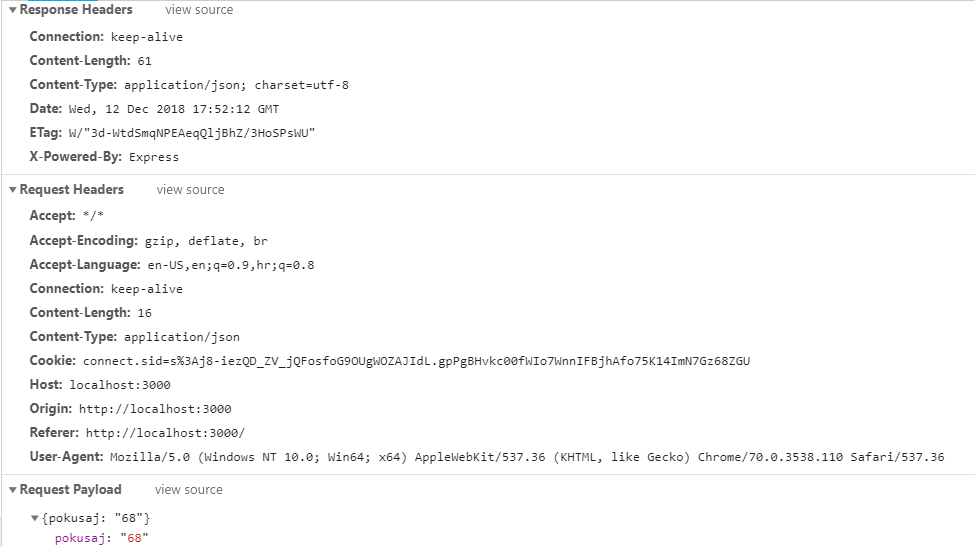 Response Headers view source
Connection: keep-alive
Content-Length: 61
Content-Type: application/json; charset=utf-8
Date: Wed, 12 Dec 2018 17:52:12 GMT
ETag: W/"3d-WtdSmqNPEAeqQljBhZ/3HoSPsWU"
X-Powered-By: Express
Request Headers view source
Accept: */*
Accept-Encoding: gzip, deflate, br
Accept-Language: en-US,en;q=0.9,hr;q=0.8
Connection: keep-alive
Content-Length: 16
Content-Type: application/json
Cookie: connect.sid=s%3Aj8-iezQD_ZV_jQFosfoG9OUgWOZAJIdL.gpPgBHvkc00fWIo7WnnIFBjhAfo75K14ImN7Gz68ZGU
Host: localhost:3000
Origin: http://localhost:3000
Referer: http://localhost:3000/
User-Agent: Mozilla/5.0 (Windows NT 10.0; Win64; x64) AppleWebKit/537.36 (KHTML, like Gecko) Chrome/70.0.3538.110 Safari/537.36
Request Payload view source
{pokusaj: "68"}
pokusaj: "68"